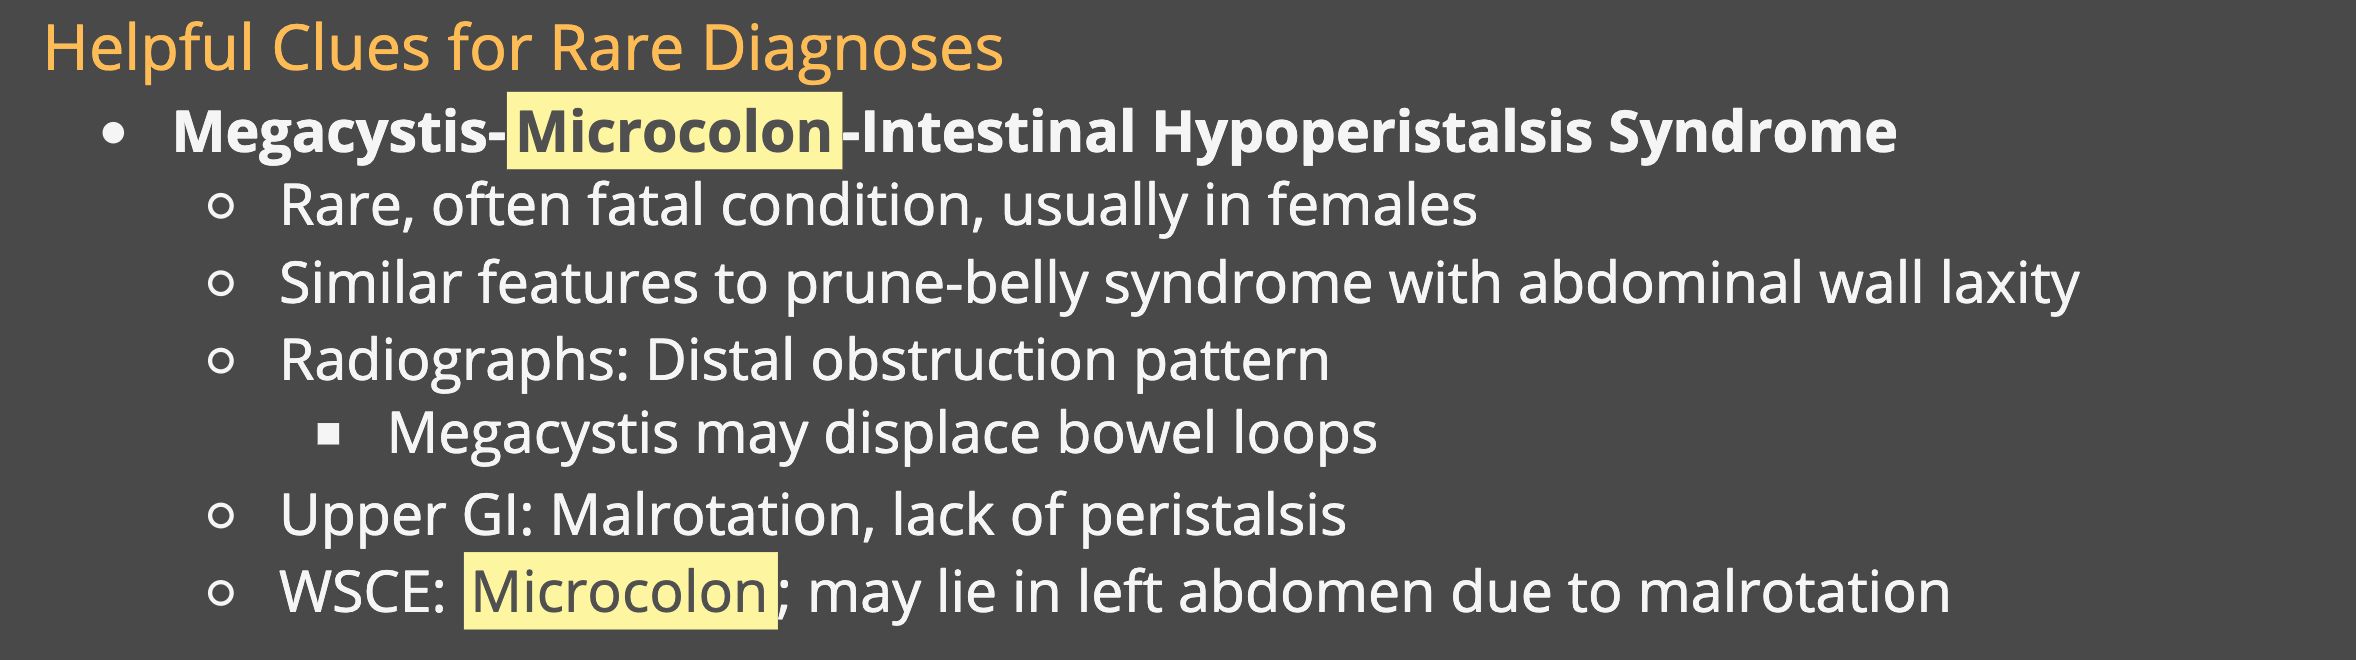 Helpful Clues for Rare Diagnoses
Megacystis-Microcolon-Intestinal Hypoperistalsis Syndrome
Rare, often fatal condition, usually in females
Similar features to prune-belly syndrome with abdominal wall laxity
Radiographs: Distal obstruction pattern
Megacystis may displace bowel loops
Upper GI: Malrotation, lack of peristalsis
WSCE: Microcolon; may lie in left abdomen due to malrotation